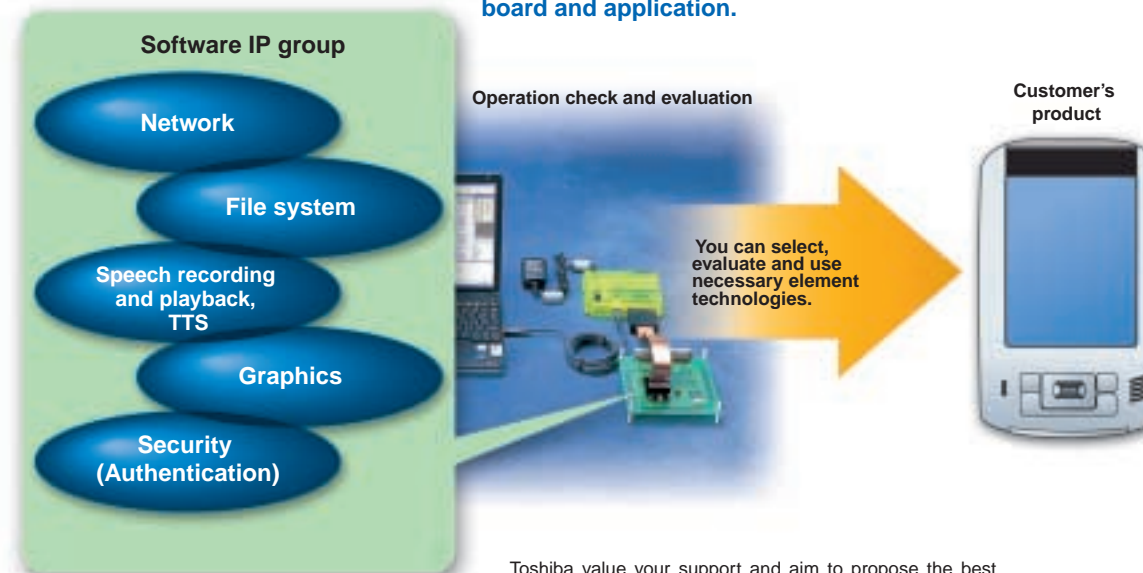 board and application.
Software IP group
Network
File system
Speech recording
and playback,
TTS
Graphics
Security
(Authentication)
Operation check and evaluation
You can select,
evaluate and use
necessary element
technologies.
Customer's
product
Toshiba value your support and aim to propose the best